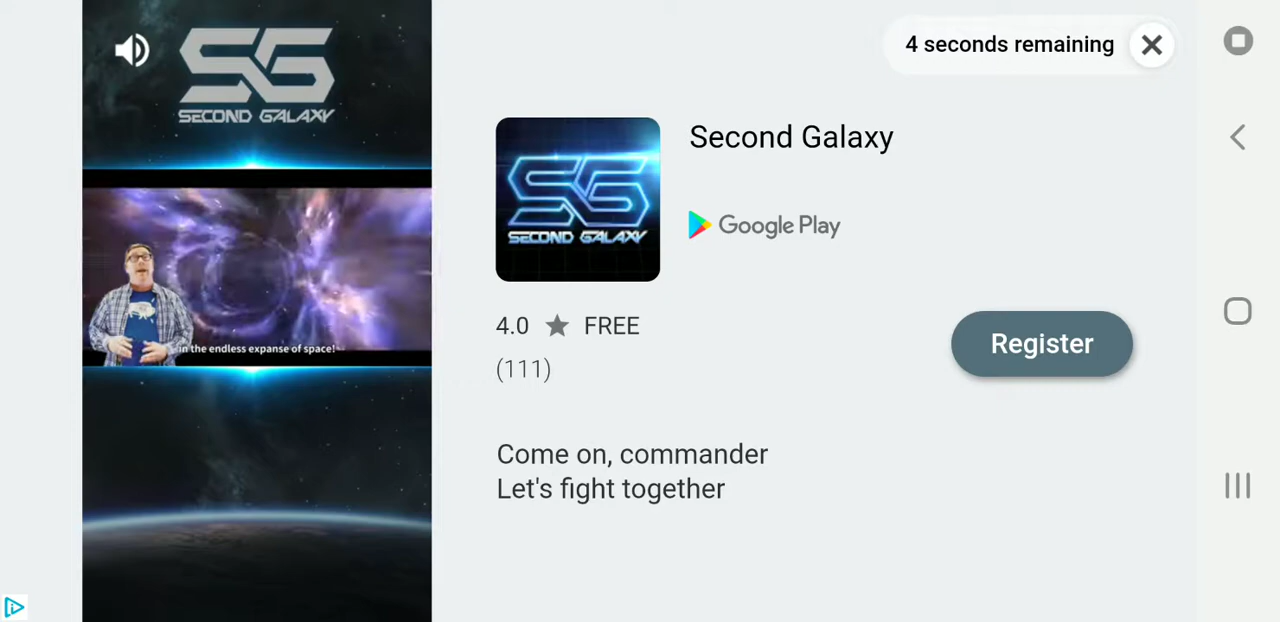 SECOND GALAXY
in the endless expanse of space!
4 seconds remaining
SECOND GALAXY
Second Galaxy
Google Play
4.0 FREE
(111)
Register
Come on, commander
Let's fight together